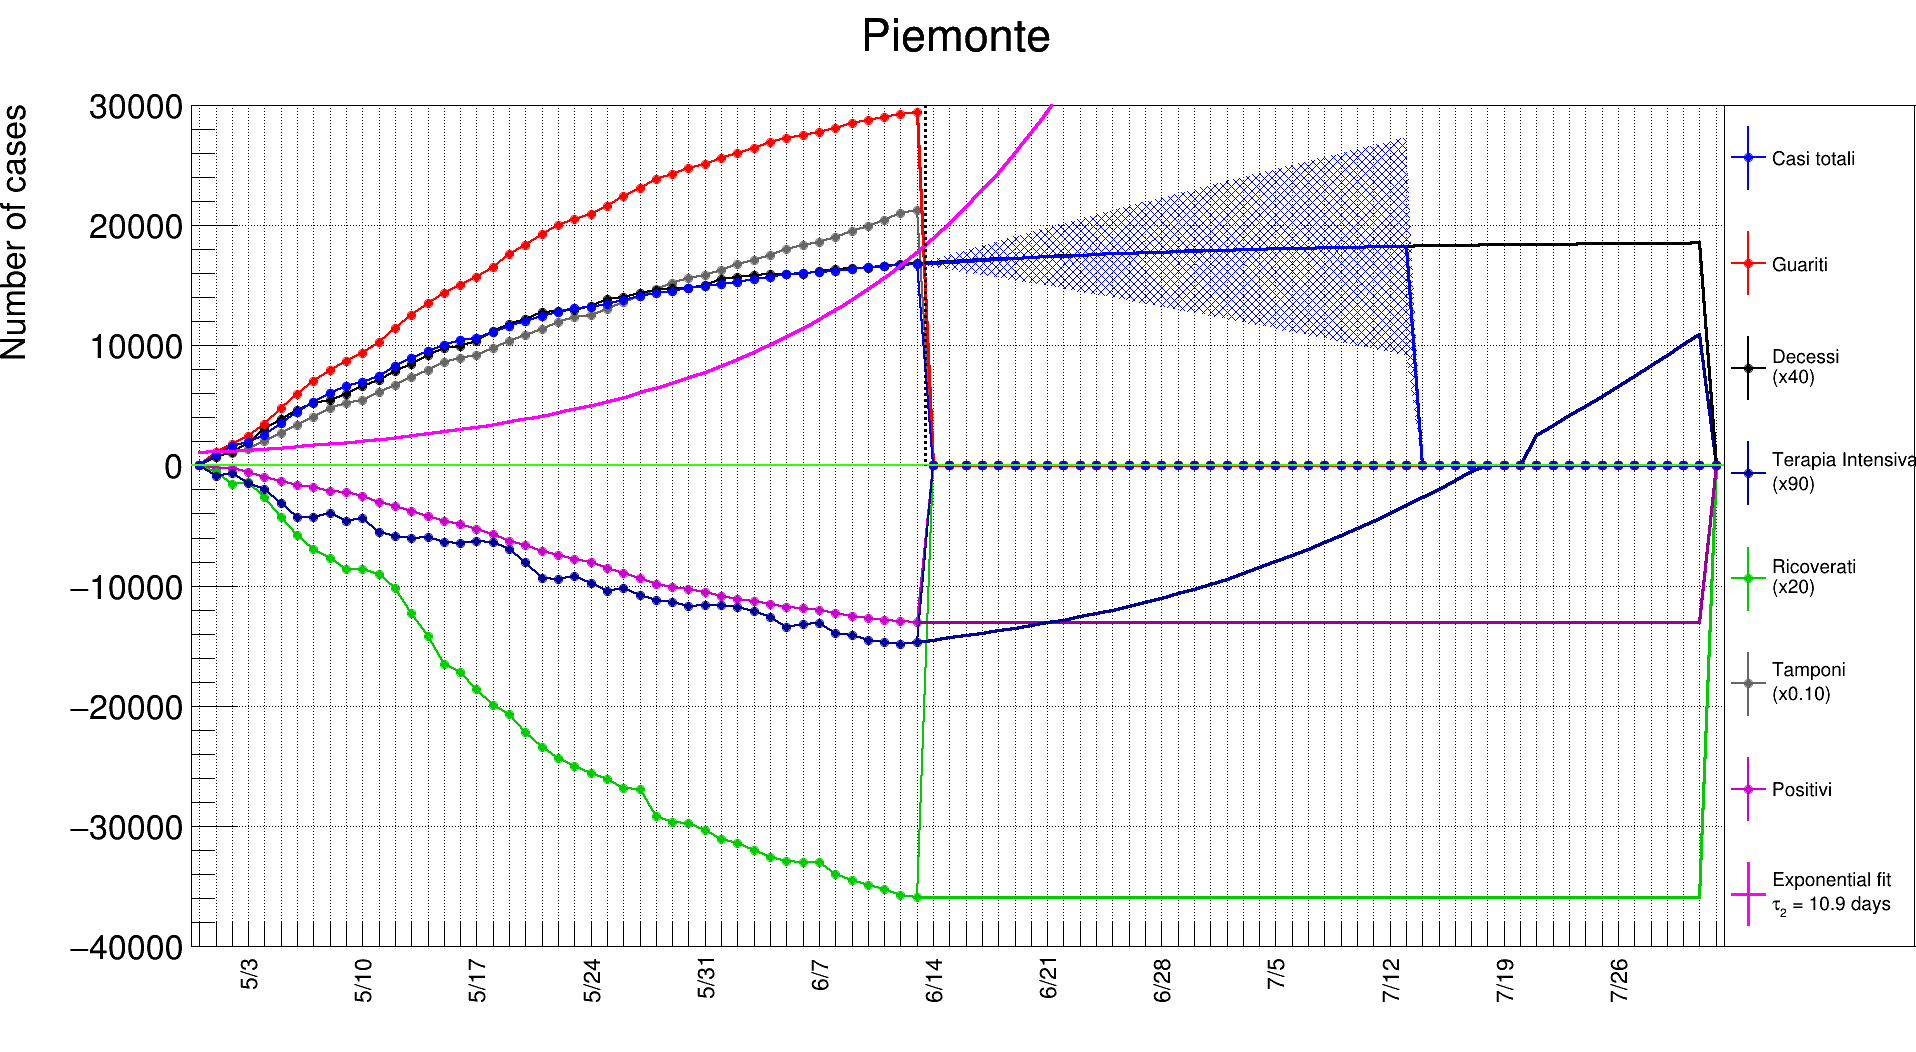 Piemonte
Number of cases
30000
20000
10000
0
−10000
−20000
−30000
−40000
5/3
5/10
5/17
5/24
5/31
6/7
6/14
6/21
6/28
7/5
7/12
7/19
7/26
Casi totali
Guariti
Decessi
(x40)
Terapia Intensiva
(x90)
Ricoverati
(x20)
Tamponi
(x0.10)
Positivi
Exponential fit
τ2 = 10.9 days